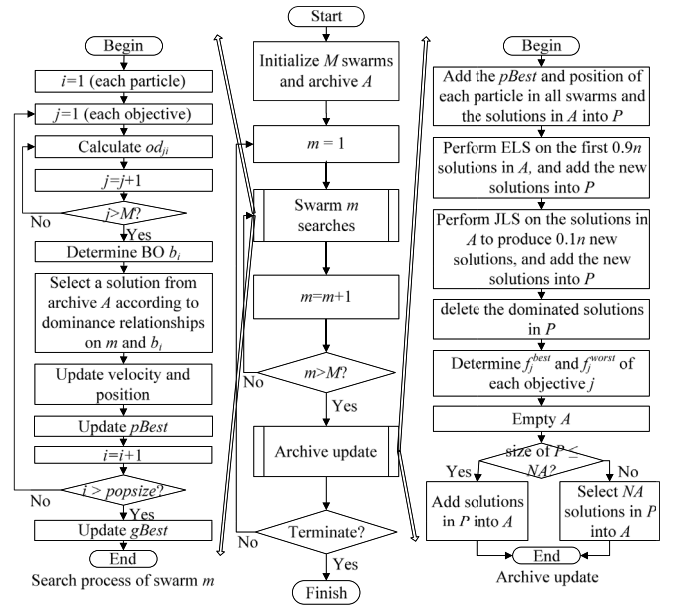 Begin
i=1 (each particle)
j=1 (each objective)
Calculate od_ji
j=j+1
j>M?
No
Yes
Determine BO b_i
Select a solution from
archive A according to
dominance relationships
on m and b_i
Update velocity and
position
Update pBest
i=i+1
i > popsize?
No
Yes
Update gBest
End
Search process of swarm m
Start
Initialize M swarms
and archive A
m = 1
Swarm m
searches
m=m+1
m>M?
No
Yes
Archive update
Terminate?
No
Yes
Finish
Begin
Add the pBest and position of
each particle in all swarms and
the solutions in A into P
Perform ELS on the first 0.9n
solutions in A, and add the new
solutions into P
Perform JLS on the solutions in
A to produce 0.1n new
solutions, and add the new
solutions into P
delete the dominated solutions
in P
Determine f_j^best and f_j^worst of
each objective j
Empty A
size of P ≤
NA?
Yes
No
Add solutions
in P into A
Select NA
solutions in P
into A
End
Archive update